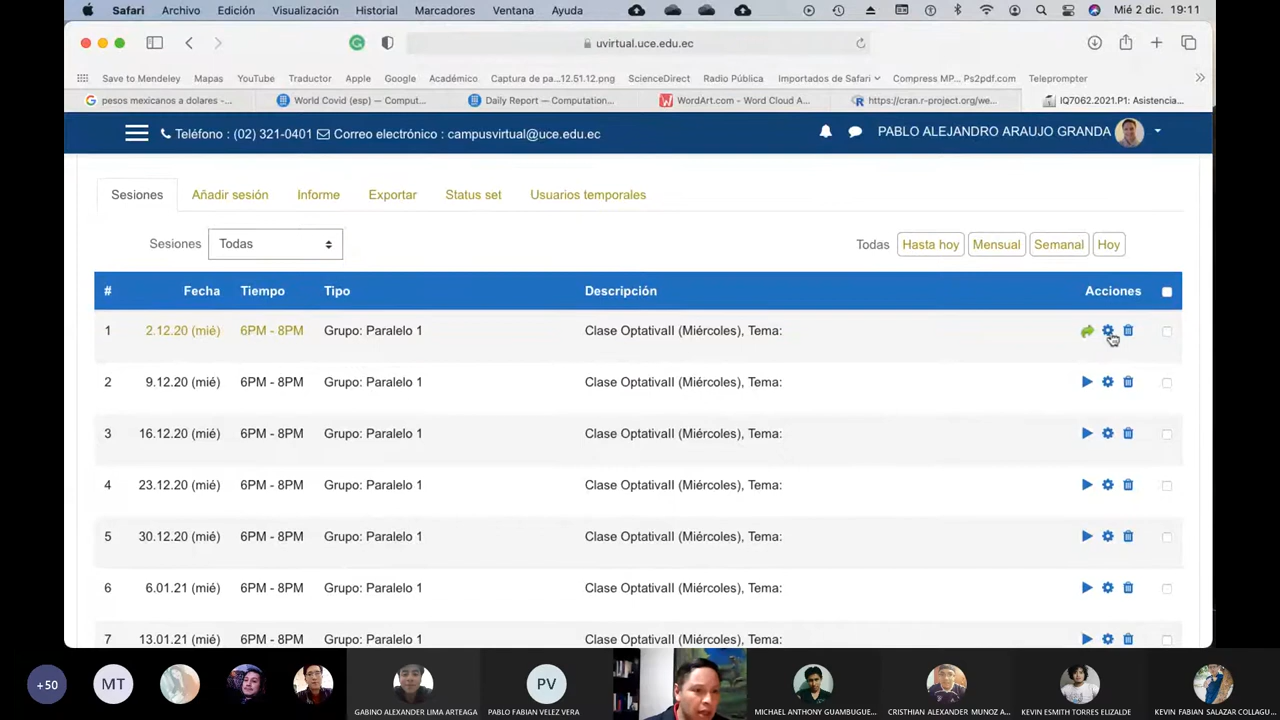 Safari Archivo Edición Visualización Historial Marcadores Ventana Ayuda Mié 2 dic. 19:11
uvirtual.uce.edu.ec
Save to Mendeley Mapas YouTube Traductor Apple Google Académico Captura de pa...12.51.12.png ScienceDirect Radio Pública Importados de Safari Compress MP... Ps2pdf.com Teleprompter
pesos mexicanos a dolares -... World Covid (esp) — Comput... Daily Report — Computation... WordArt.com - Word Cloud A... https://cran.r-project.org/we... IQ7062.2021.P1: Asistencia...
Teléfono : (02) 321-0401 Correo electrónico : campusvirtual@uce.edu.ec PABLO ALEJANDRO ARAUJO GRANDA
Sesiones Añadir sesión Informe Exportar Status set Usuarios temporales
Sesiones Todas Todas Hasta hoy Mensual Semanal Hoy
# Fecha Tiempo Tipo Descripción Acciones
1 2.12.20 (mié) 6PM - 8PM Grupo: Paralelo 1 Clase OptativaII (Miércoles), Tema:
2 9.12.20 (mié) 6PM - 8PM Grupo: Paralelo 1 Clase OptativaII (Miércoles), Tema:
3 16.12.20 (mié) 6PM - 8PM Grupo: Paralelo 1 Clase OptativaII (Miércoles), Tema:
4 23.12.20 (mié) 6PM - 8PM Grupo: Paralelo 1 Clase OptativaII (Miércoles), Tema:
5 30.12.20 (mié) 6PM - 8PM Grupo: Paralelo 1 Clase OptativaII (Miércoles), Tema:
6 6.01.21 (mié) 6PM - 8PM Grupo: Paralelo 1 Clase OptativaII (Miércoles), Tema:
7 13.01.21 (mié) 6PM - 8PM Grupo: Paralelo 1 Clase OptativaII (Miércoles), Tema:
+50 MT PV
GABINO ALEXANDER LIMA ARTEAGA PABLO FABIAN VELEZ VERA MICHAEL ANTHONY GUAMBUGUE... CRISTHIAN ALEXANDER MUNOZ A... KEVIN ESMITH TORRES ELIZALDE KEVIN FABIAN SALAZAR COLLAGU...